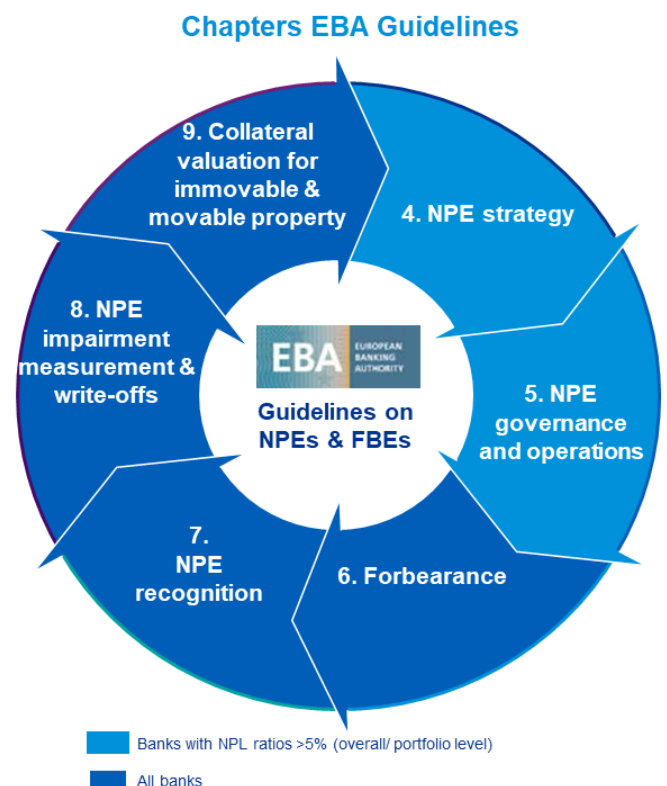 Chapters EBA Guidelines
9. Collateral
valuation for
immovable &
movable property
4. NPE strategy
8. NPE
impairment
measurement &
write-offs
EBA
EUROPEAN
BANKING
AUTHORITY
Guidelines on
NPEs & FBEs
5. NPE
governance
and operations
7.
NPE
recognition
6. Forbearance
Banks with NPL ratios >5% (overall/ portfolio level)
All banks